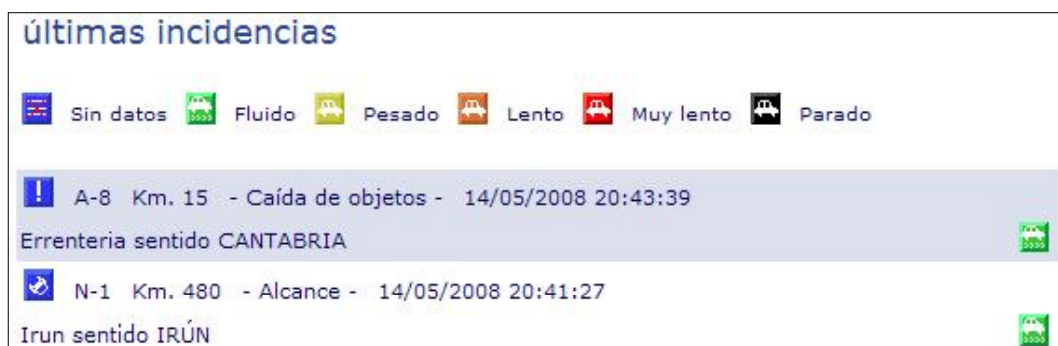 últimas incidencias
Sin datos Fluido Pesado Lento Muy lento Parado
A-8 Km. 15 - Caída de objetos - 14/05/2008 20:43:39
Errenteria sentido CANTABRIA
N-1 Km. 480 - Alcance - 14/05/2008 20:41:27
Irun sentido IRÚN